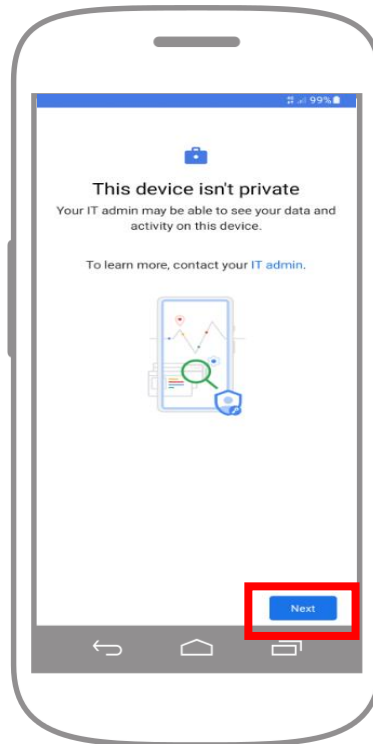 99%
This device isn't private
Your IT admin may be able to see your data and
activity on this device.
To learn more, contact your IT admin.
Next